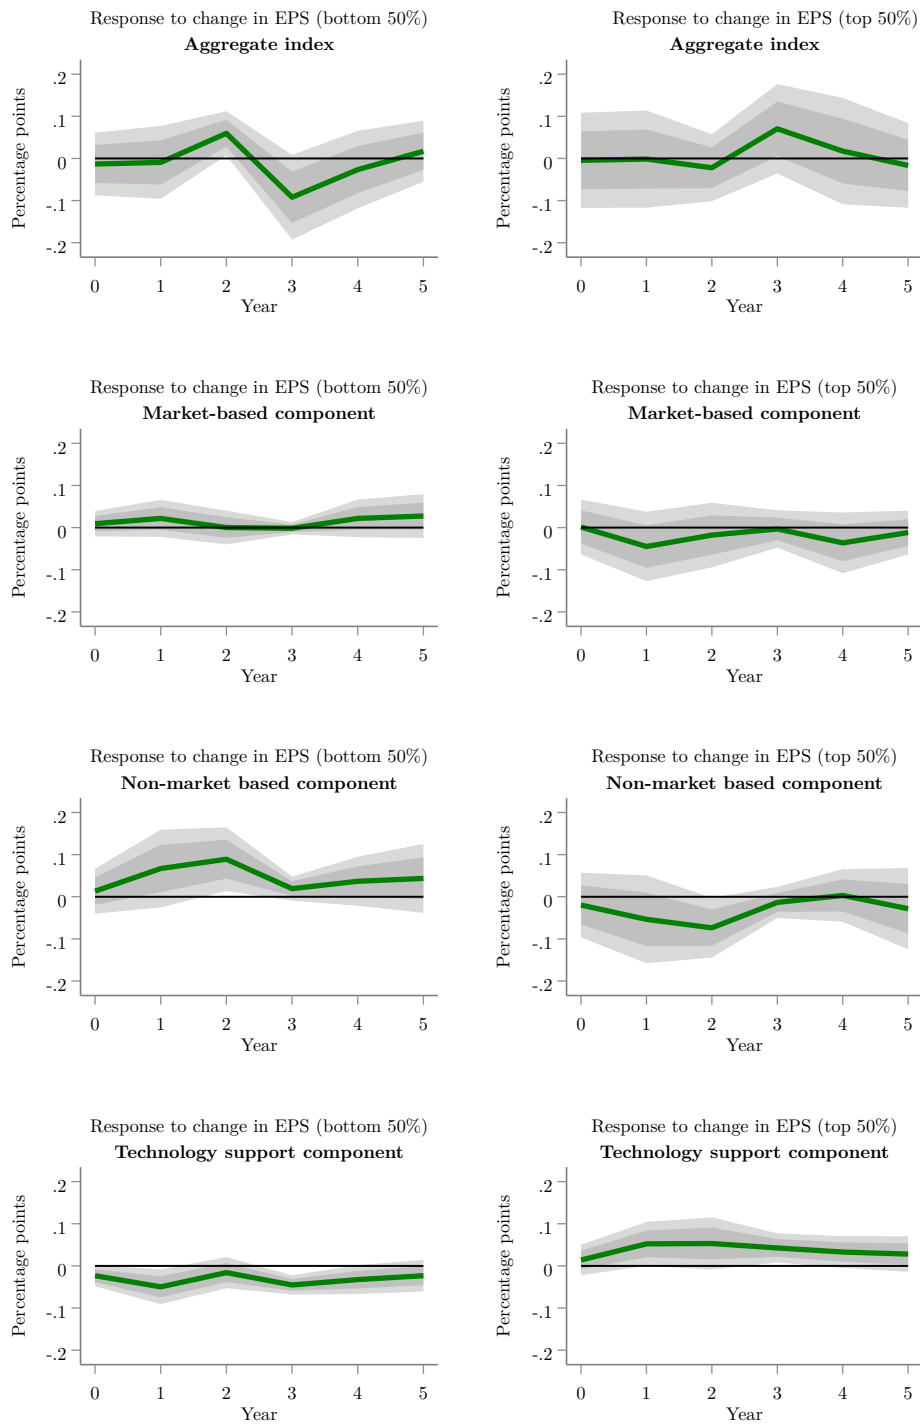 Response to change in EPS (bottom 50%)
Aggregate index
Percentage points
.2
.1
0
-.1
-.2
0 1 2 3 4 5
Year
Response to change in EPS (top 50%)
Aggregate index
Percentage points
.2
.1
0
-.1
-.2
0 1 2 3 4 5
Year
Response to change in EPS (bottom 50%)
Market-based component
Percentage points
.2
.1
0
-.1
-.2
0 1 2 3 4 5
Year
Response to change in EPS (top 50%)
Market-based component
Percentage points
.2
.1
0
-.1
-.2
0 1 2 3 4 5
Year
Response to change in EPS (bottom 50%)
Non-market based component
Percentage points
.2
.1
0
-.1
-.2
0 1 2 3 4 5
Year
Response to change in EPS (top 50%)
Non-market based component
Percentage points
.2
.1
0
-.1
-.2
0 1 2 3 4 5
Year
Response to change in EPS (bottom 50%)
Technology support component
Percentage points
.2
.1
0
-.1
-.2
0 1 2 3 4 5
Year
Response to change in EPS (top 50%)
Technology support component
Percentage points
.2
.1
0
-.1
-.2
0 1 2 3 4 5
Year